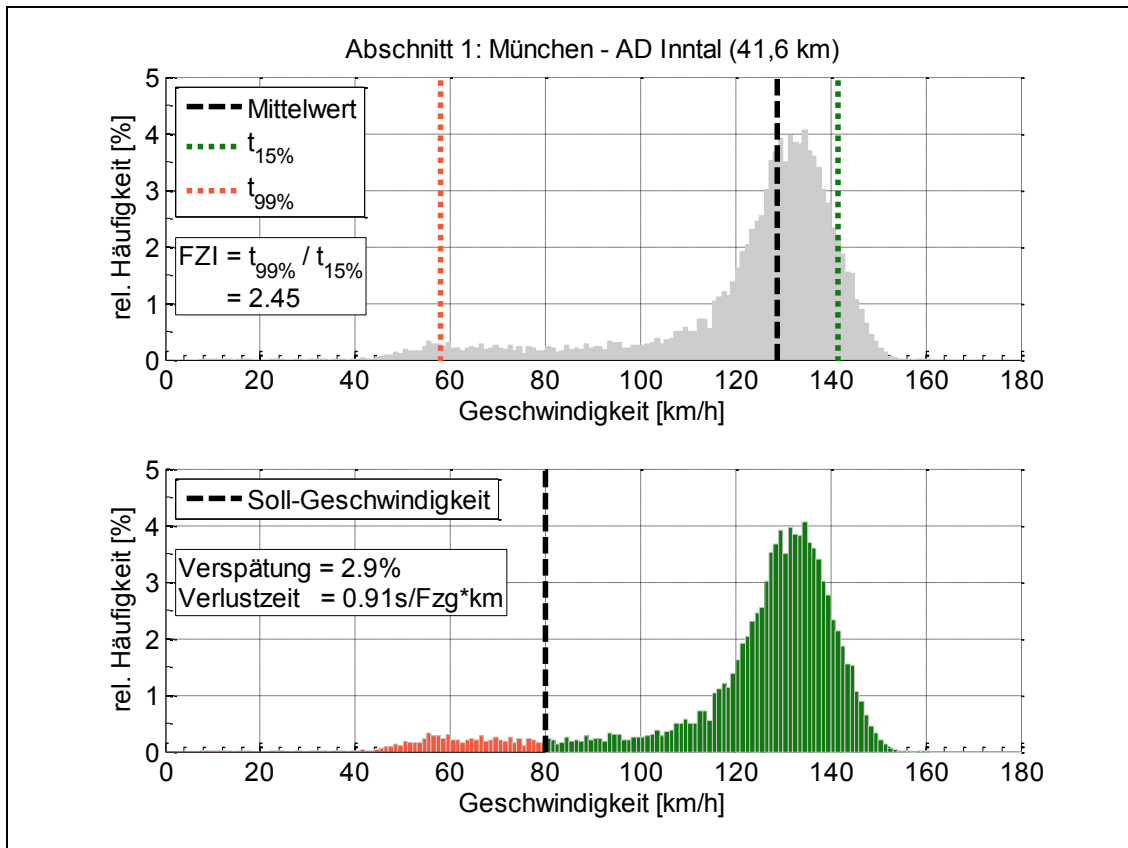 Abschnitt 1: München - AD Inntal (41,6 km)
5
4
3
2
1
0
rel. Häufigkeit [%]
Mittelwert
t15%
t99%
FZI = t99% / t15%
= 2.45
0 20 40 60 80 100 120 140 160 180
Geschwindigkeit [km/h]
5
4
3
2
1
0
rel. Häufigkeit [%]
Soll-Geschwindigkeit
Verspätung = 2.9%
Verlustzeit = 0.91s/Fzg*km
0 20 40 60 80 100 120 140 160 180
Geschwindigkeit [km/h]